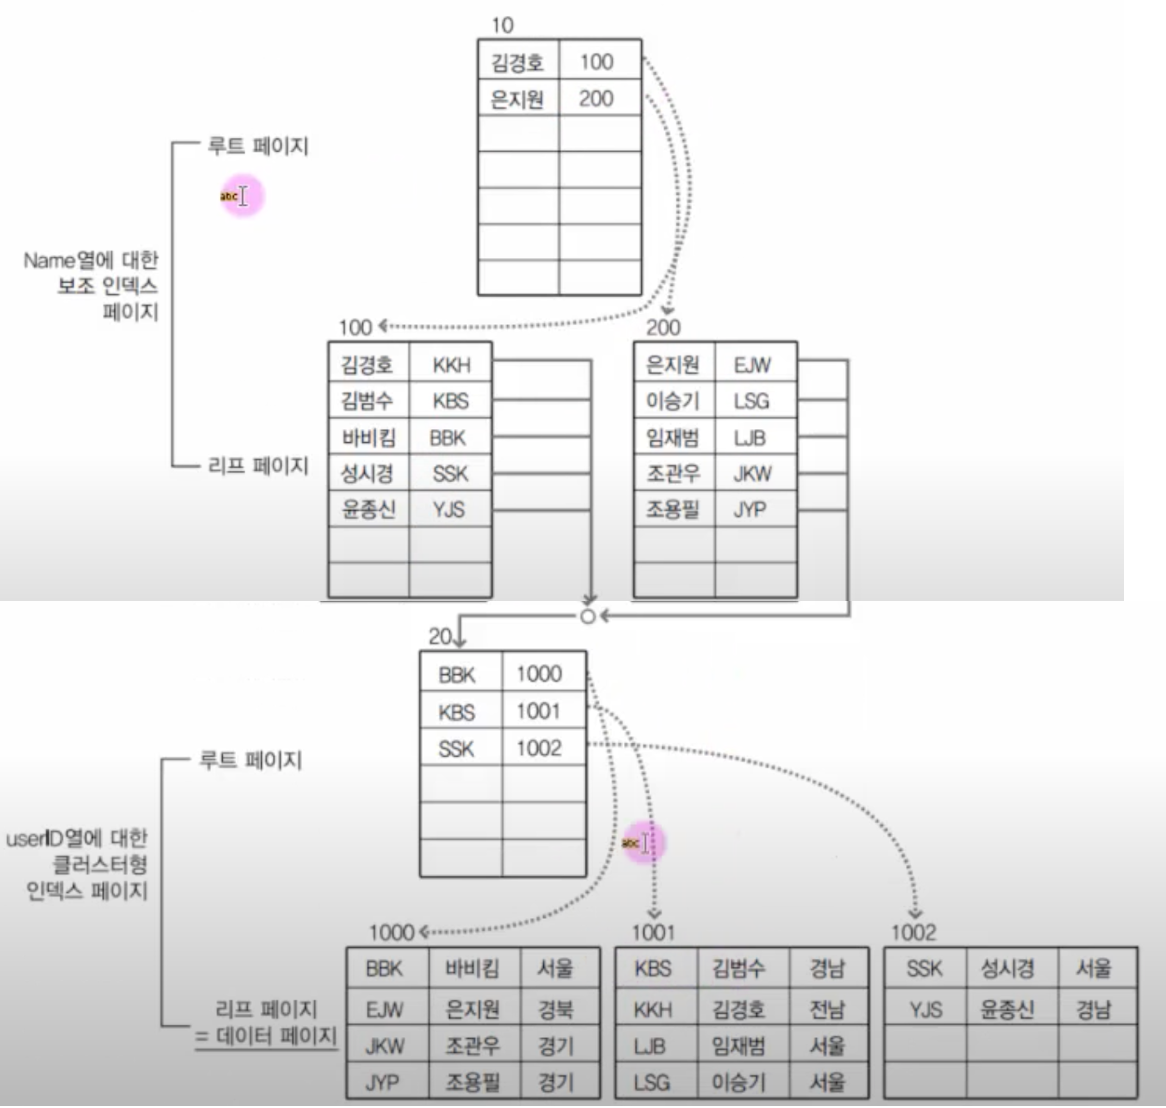 10
김경호 100
은지원 200
루트 페이지
abc
Name열에 대한
보조 인덱스
페이지
리프 페이지
100
김경호 KKH
김범수 KBS
바비킴 BBK
성시경 SSK
윤종신 YJS
200
은지원 EJW
이승기 LSG
임재범 LJB
조관우 JKW
조용필 JYP
20
BBK 1000
KBS 1001
SSK 1002
루트 페이지
abc
userID열에 대한
클러스터형
인덱스 페이지
리프 페이지
= 데이터 페이지
1000
BBK 바비킴 서울
EJW 은지원 경북
JKW 조관우 경기
JYP 조용필 경기
1001
KBS 김범수 경남
KKH 김경호 전남
LJB 임재범 서울
LSG 이승기 서울
1002
SSK 성시경 서울
YJS 윤종신 경남